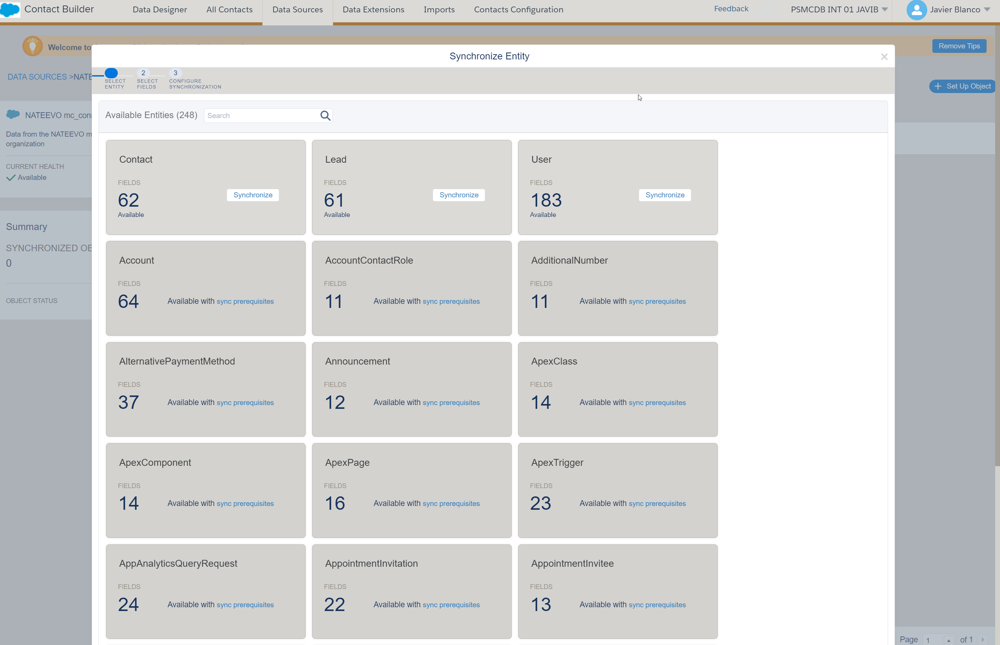 Contact Builder
Data Designer
All Contacts
Data Sources
Data Extensions
Imports
Contacts Configuration
Feedback
PSMCDB INT 01 JAVIB
Javier Blanco
Welcome to
Remove Tips
Synchronize Entity
DATA SOURCES >NATE
SELECT ENTITY
2
SELECT FIELDS
3
CONFIGURE SYNCHRONIZATION
+ Set Up Object
NATEEVO mc_con
Data from the NATEEVO m
organization
CURRENT HEALTH
Available
Summary
SYNCHRONIZED OB
0
OBJECT STATUS
Available Entities (248)
Search
Contact
FIELDS
62
Available
Synchronize
Lead
FIELDS
61
Available
Synchronize
User
FIELDS
183
Available
Synchronize
Account
FIELDS
64
Available with sync prerequisites
AccountContactRole
FIELDS
11
Available with sync prerequisites
AdditionalNumber
FIELDS
11
Available with sync prerequisites
AlternativePaymentMethod
FIELDS
37
Available with sync prerequisites
Announcement
FIELDS
12
Available with sync prerequisites
ApexClass
FIELDS
14
Available with sync prerequisites
ApexComponent
FIELDS
14
Available with sync prerequisites
ApexPage
FIELDS
16
Available with sync prerequisites
ApexTrigger
FIELDS
23
Available with sync prerequisites
AppAnalyticsQueryRequest
FIELDS
24
Available with sync prerequisites
AppointmentInvitation
FIELDS
22
Available with sync prerequisites
AppointmentInvitee
FIELDS
13
Available with sync prerequisites
Page 1 of 1